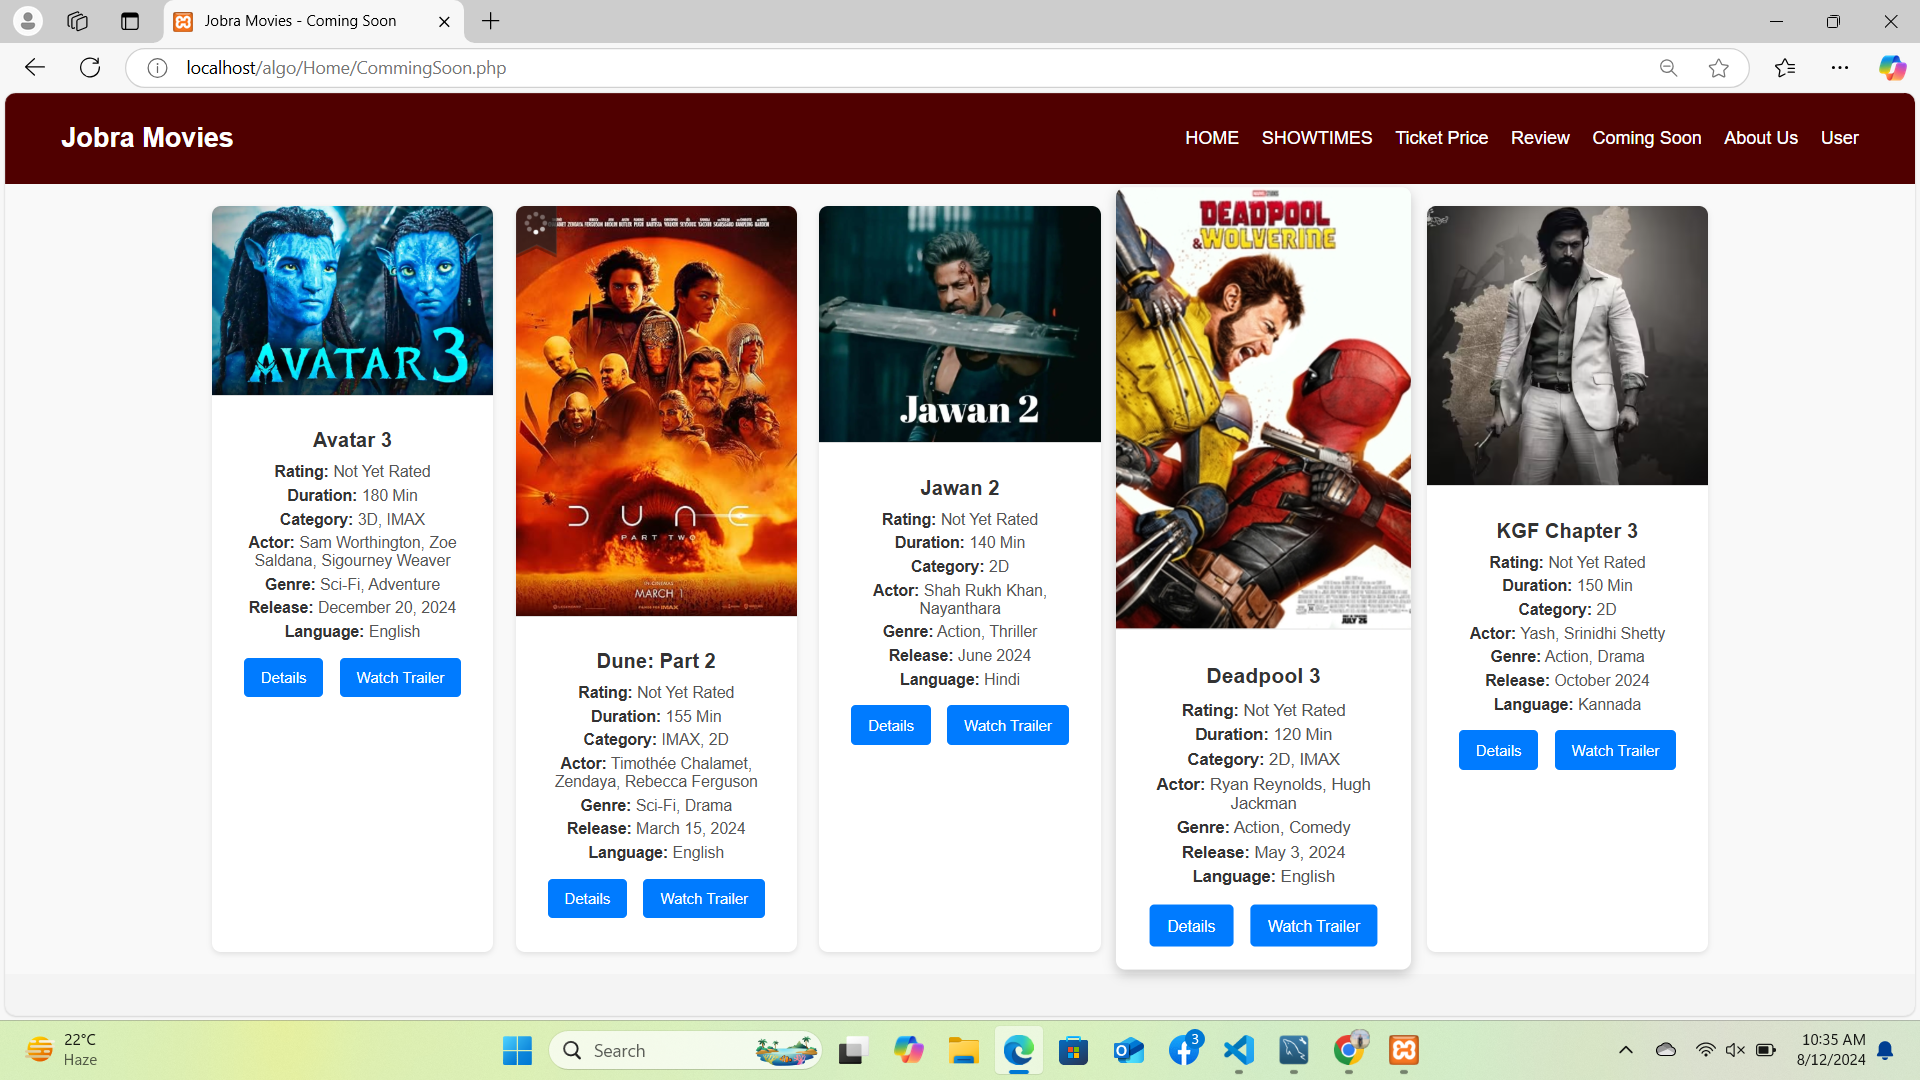 Jobra Movies - Coming Soon
localhost/algo/Home/CommingSoon.php
Jobra Movies
HOME SHOWTIMES Ticket Price Review Coming Soon About Us User
AVATAR 3
Avatar 3
Rating: Not Yet Rated
Duration: 180 Min
Category: 3D, IMAX
Actor: Sam Worthington, Zoe
Saldana, Sigourney Weaver
Genre: Sci-Fi, Adventure
Release: December 20, 2024
Language: English
Details Watch Trailer
DUNE
PART TWO
IN CINEMAS
MARCH 1
Dune: Part 2
Rating: Not Yet Rated
Duration: 155 Min
Category: IMAX, 2D
Actor: Timothée Chalamet,
Zendaya, Rebecca Ferguson
Genre: Sci-Fi, Drama
Release: March 15, 2024
Language: English
Details Watch Trailer
Jawan 2
Jawan 2
Rating: Not Yet Rated
Duration: 140 Min
Category: 2D
Actor: Shah Rukh Khan,
Nayanthara
Genre: Action, Thriller
Release: June 2024
Language: Hindi
Details Watch Trailer
DEADPOOL
& WOLVERINE
JULY 26
Deadpool 3
Rating: Not Yet Rated
Duration: 120 Min
Category: 2D, IMAX
Actor: Ryan Reynolds, Hugh
Jackman
Genre: Action, Comedy
Release: May 3, 2024
Language: English
Details Watch Trailer
KGF Chapter 3
Rating: Not Yet Rated
Duration: 150 Min
Category: 2D
Actor: Yash, Srinidhi Shetty
Genre: Action, Drama
Release: October 2024
Language: Kannada
Details Watch Trailer
22°C
Haze
Search
3
10:35 AM
8/12/2024